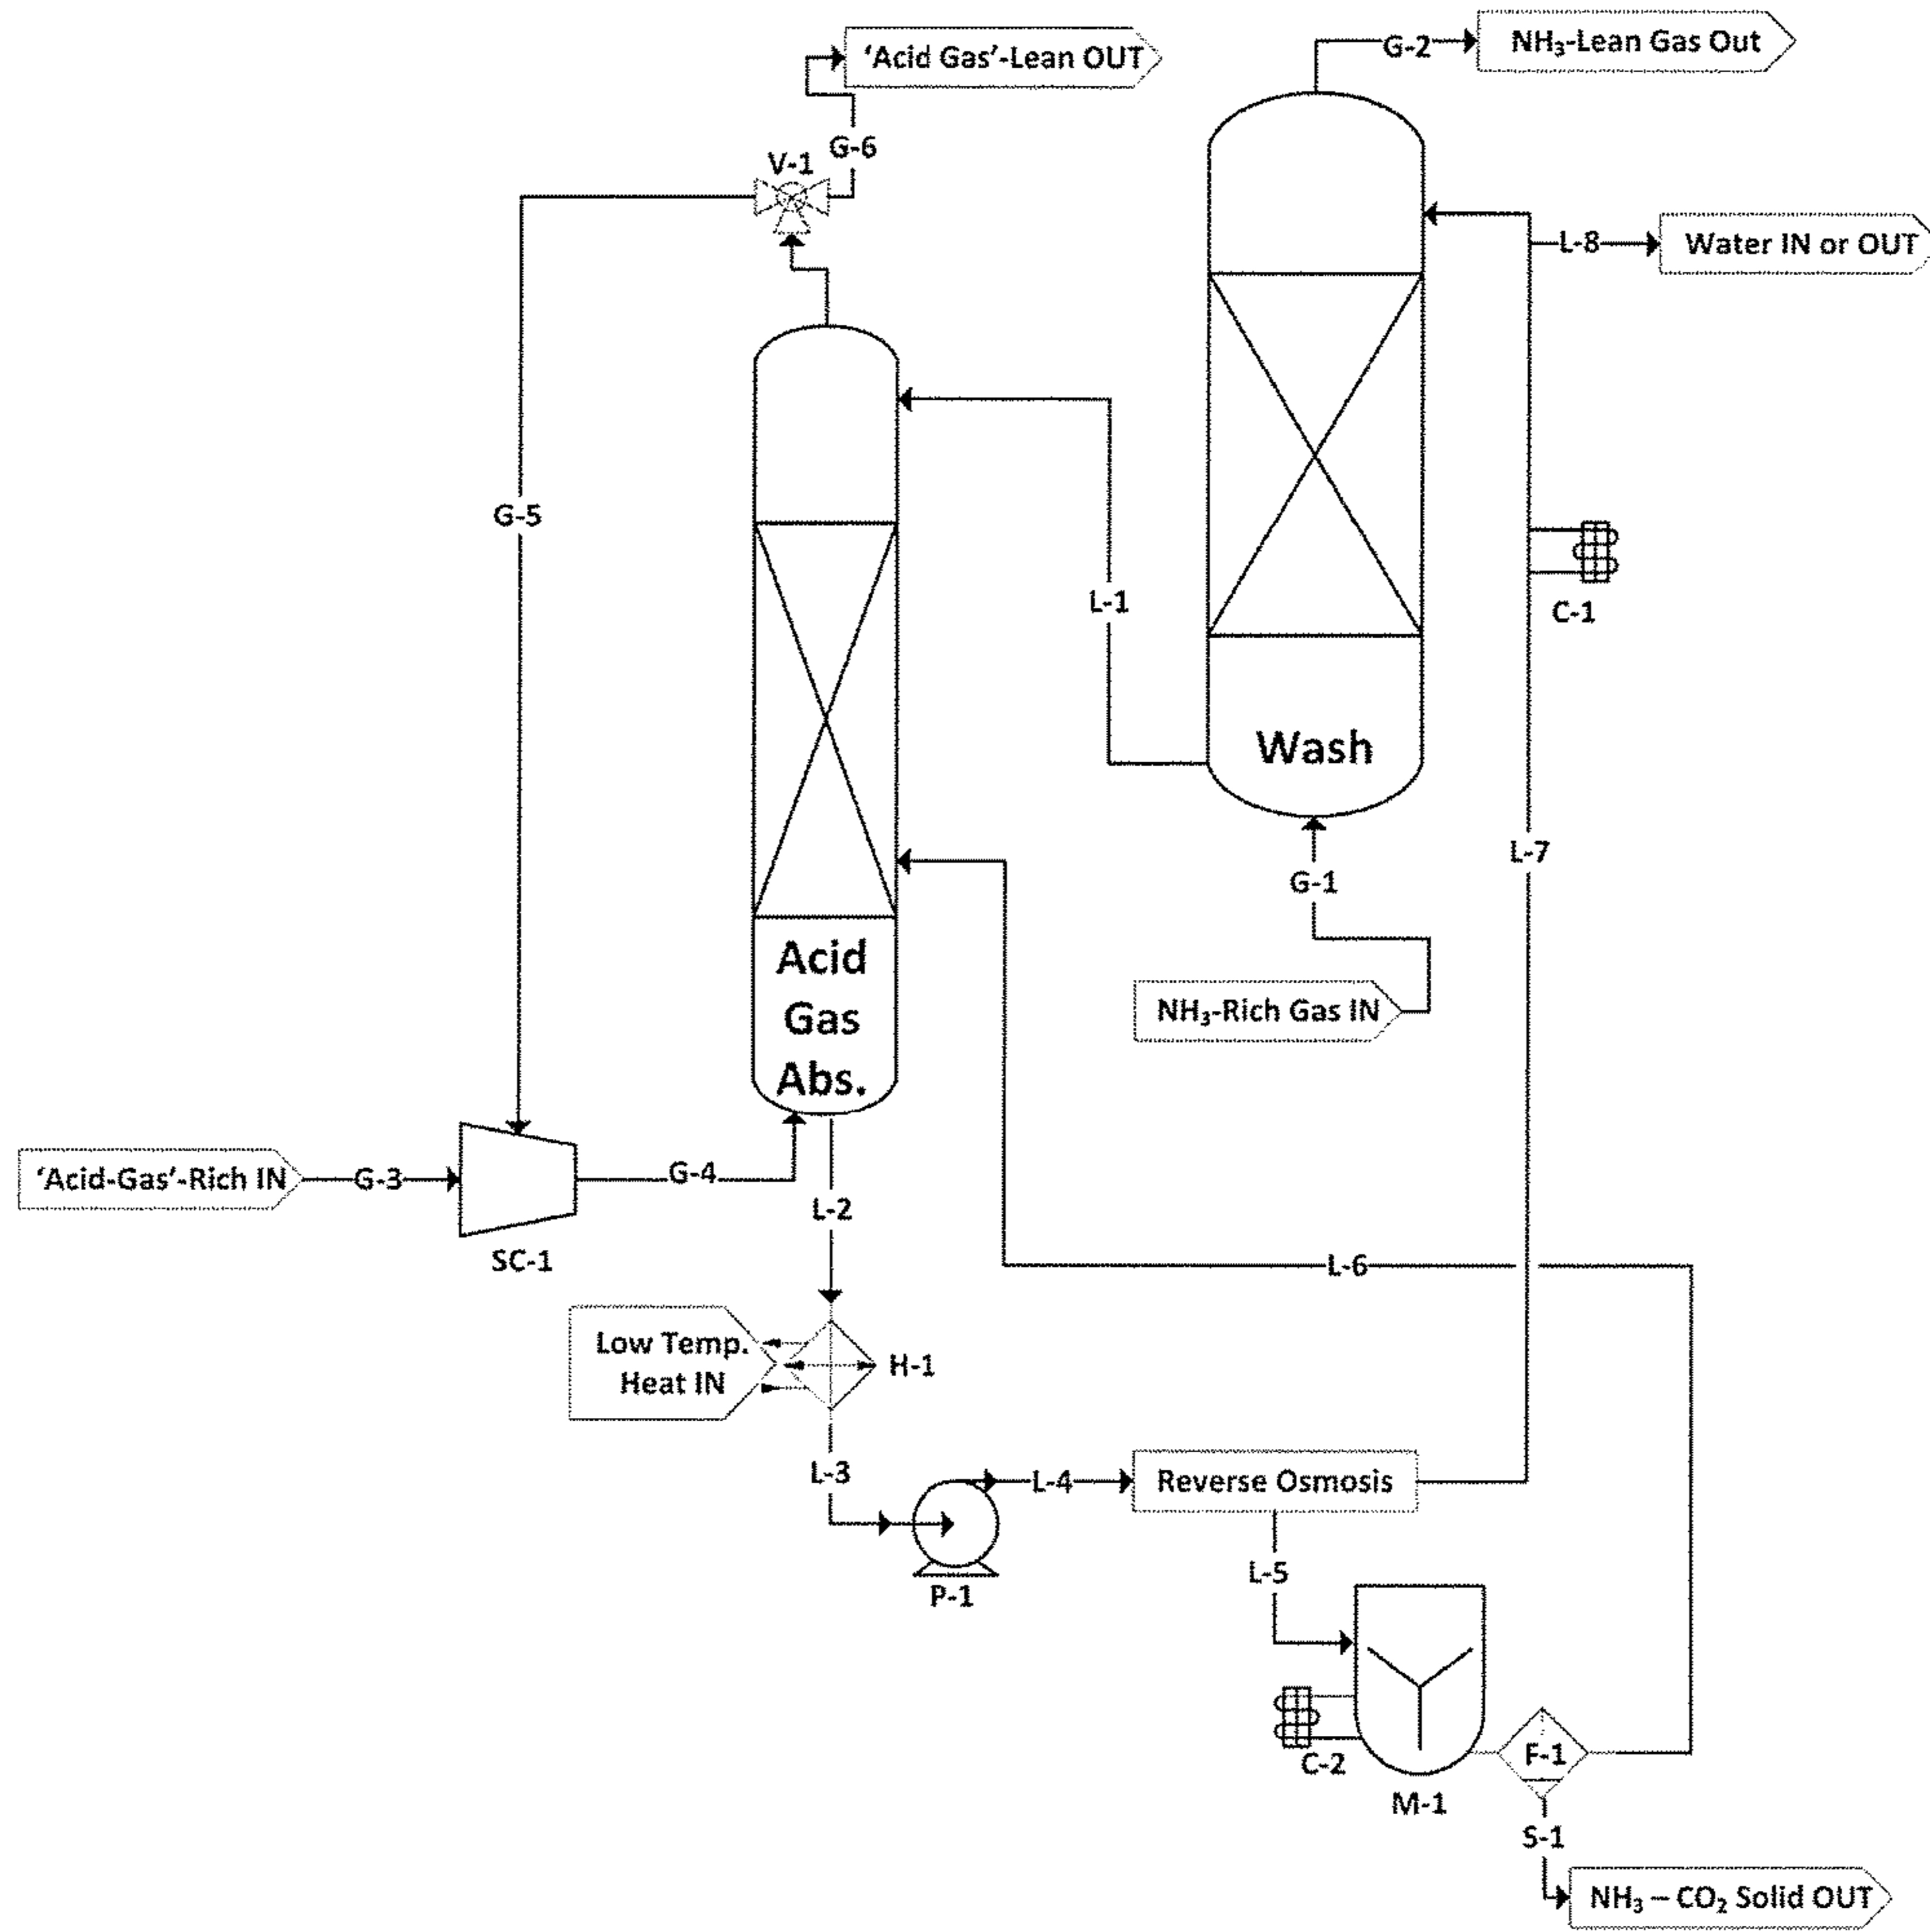 'Acid Gas'-Lean OUT
G-2
NH₃-Lean Gas Out
G-6
V-1
L-8
Water IN or OUT
G-5
L-1
C-1
Wash
L-7
G-1
Acid
Gas
Abs.
NH₃-Rich Gas IN
'Acid-Gas'-Rich IN
G-3
G-4
L-2
SC-1
L-6
Low Temp.
Heat IN
H-1
L-3
L-4
Reverse Osmosis
P-1
L-5
C-2
F-1
M-1
S-1
NH₃ – CO₂ Solid OUT